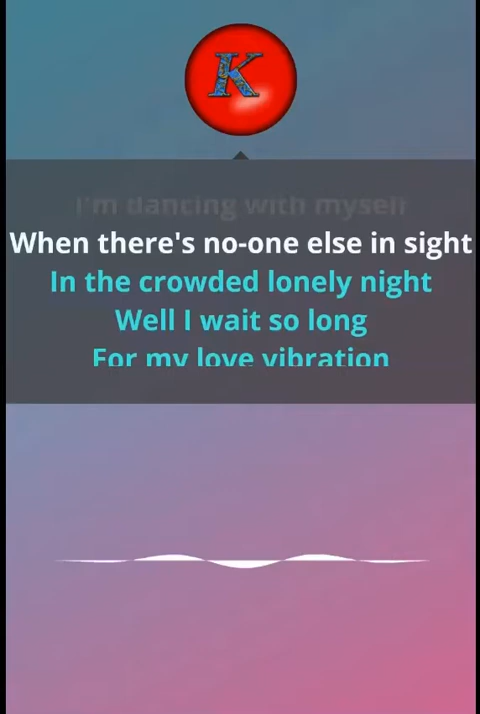 K
I'm dancing with myself
When there's no-one else in sight
In the crowded lonely night
Well I wait so long
For my love vibration